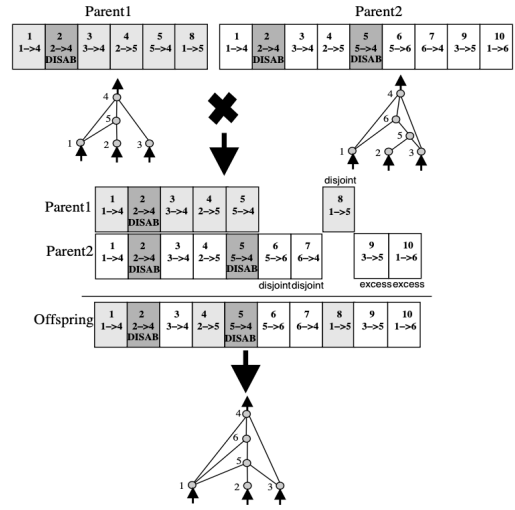 Parent1 Parent2
1 2 3 4 5 8 1 2 3 4 5 6 7 9 10
1->4 2->4 3->4 2->5 5->4 1->5 1->4 2->4 3->4 2->5 5->4 5->6 6->4 3->5 1->6
DISAB DISAB DISAB
4 4
5 6
5
1 2 3 1 2 3
disjoint
Parent1 1 2 3 4 5 8
1->4 2->4 3->4 2->5 5->4 1->5
DISAB
Parent2 1 2 3 4 5 6 7 9 10
1->4 2->4 3->4 2->5 5->4 5->6 6->4 3->5 1->6
DISAB DISAB
disjoint disjoint excess excess
Offspring 1 2 3 4 5 6 7 8 9 10
1->4 2->4 3->4 2->5 5->4 5->6 6->4 1->5 3->5 1->6
DISAB DISAB
4
6
5
1 2 3